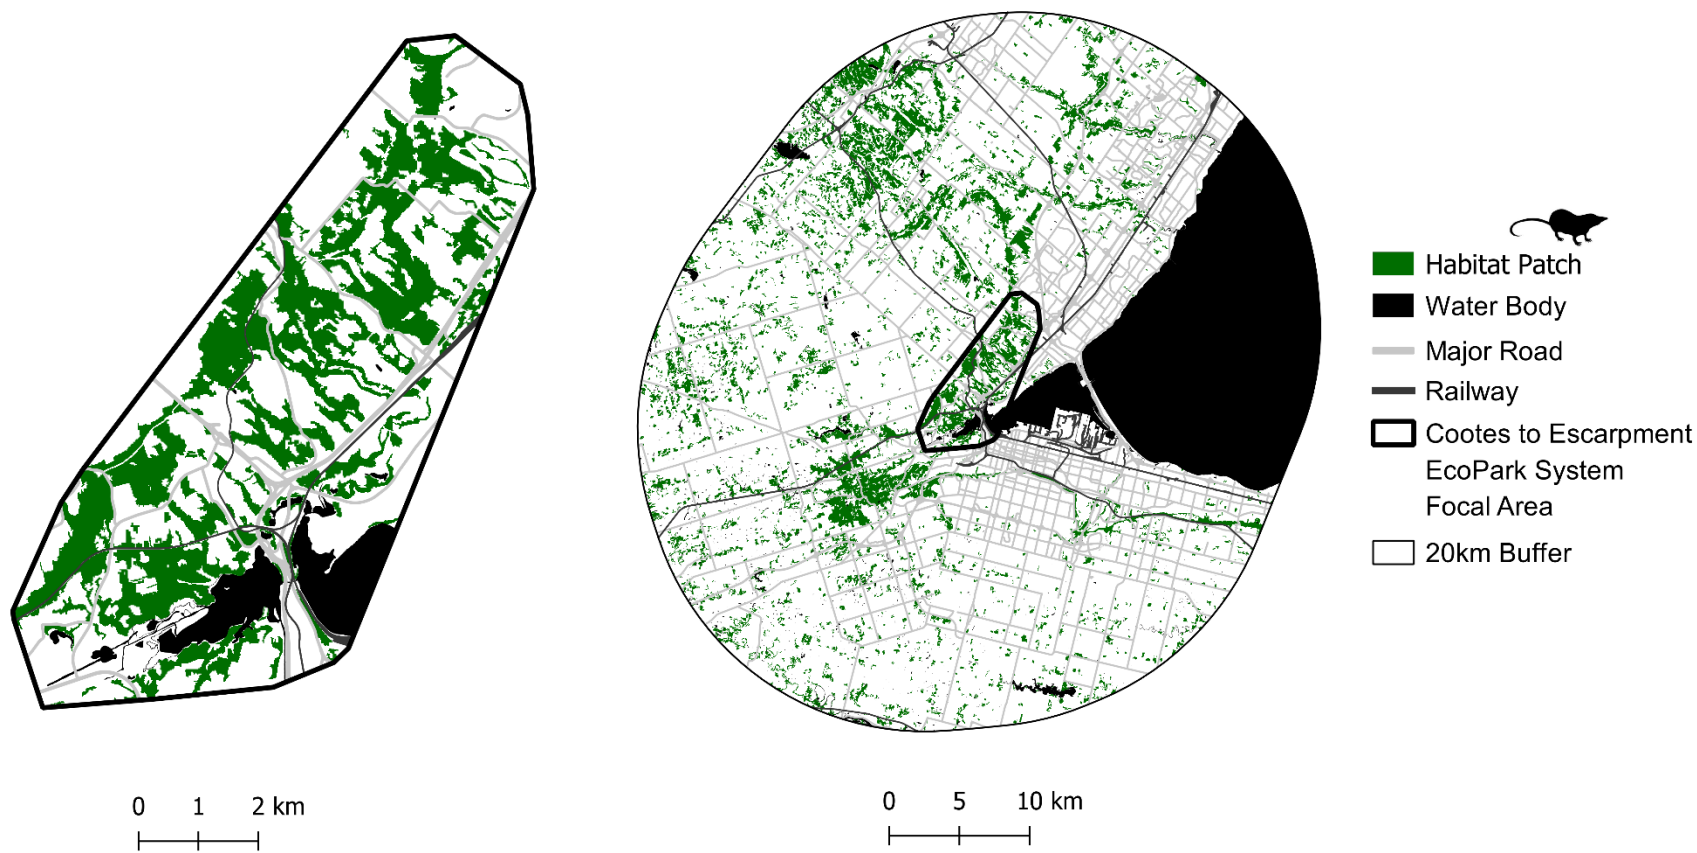 Habitat Patch
Water Body
Major Road
Railway
Cootes to Escarpment
EcoPark System
Focal Area
20km Buffer
0 1 2 km
0 5 10 km